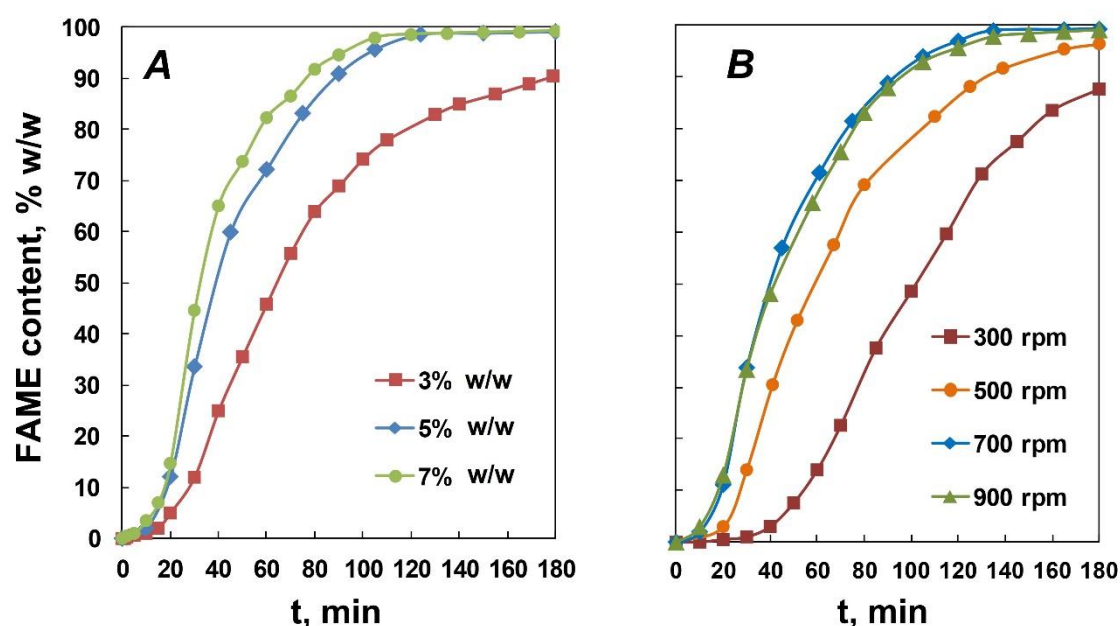 A
B
FAME content, % w/w
100
90
80
70
60
50
40
30
20
10
0
3% w/w
5% w/w
7% w/w
0 20 40 60 80 100 120 140 160 180
t, min
300 rpm
500 rpm
700 rpm
900 rpm
0 20 40 60 80 100 120 140 160 180
t, min